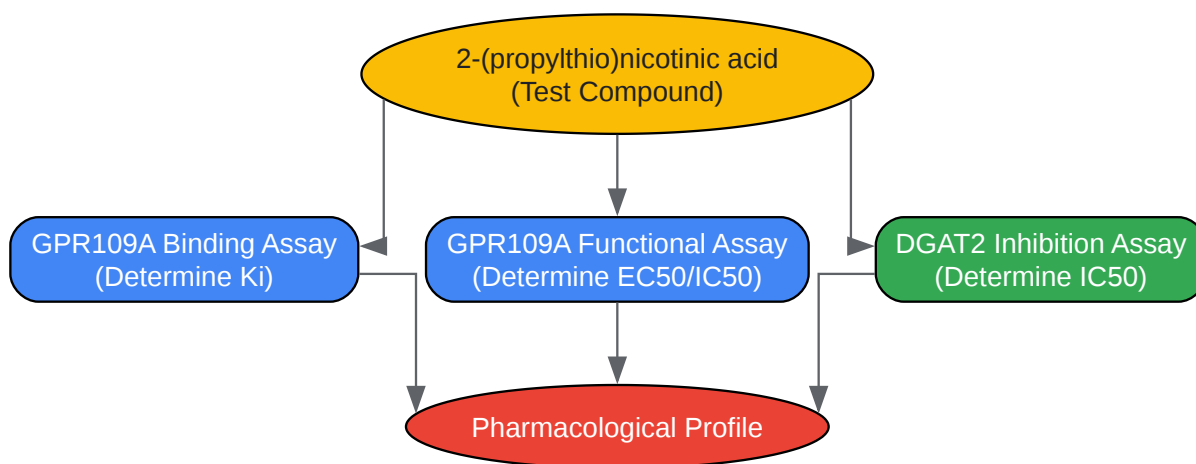 2-(propylthio)nicotinic acid
(Test Compound)
GPR109A Binding Assay
(Determine Ki)
GPR109A Functional Assay
(Determine EC50/IC50)
DGAT2 Inhibition Assay
(Determine IC50)
Pharmacological Profile